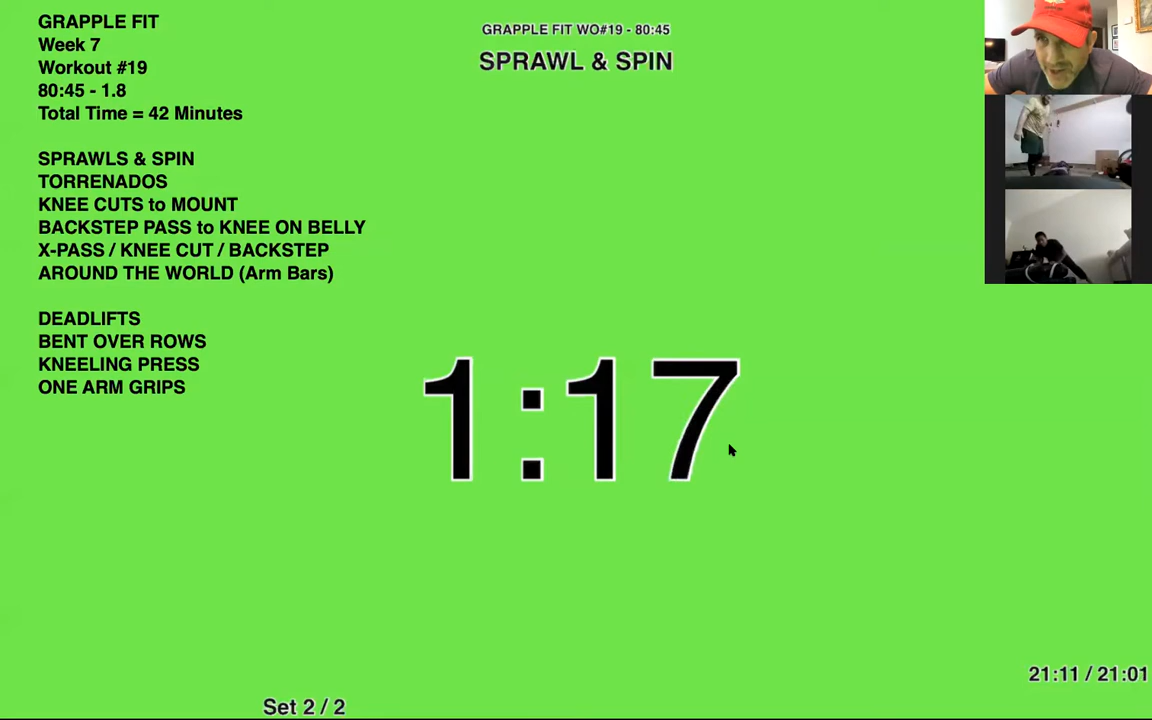 GRAPPLE FIT
Week 7
Workout #19
80:45 - 1.8
Total Time = 42 Minutes
SPRAWLS & SPIN
TORRENADOS
KNEE CUTS to MOUNT
BACKSTEP PASS to KNEE ON BELLY
X-PASS / KNEE CUT / BACKSTEP
AROUND THE WORLD (Arm Bars)
DEADLIFTS
BENT OVER ROWS
KNEELING PRESS
ONE ARM GRIPS
GRAPPLE FIT WO#19 - 80:45
SPRAWL & SPIN
1:17
21:11 / 21:01
Set 2 / 2